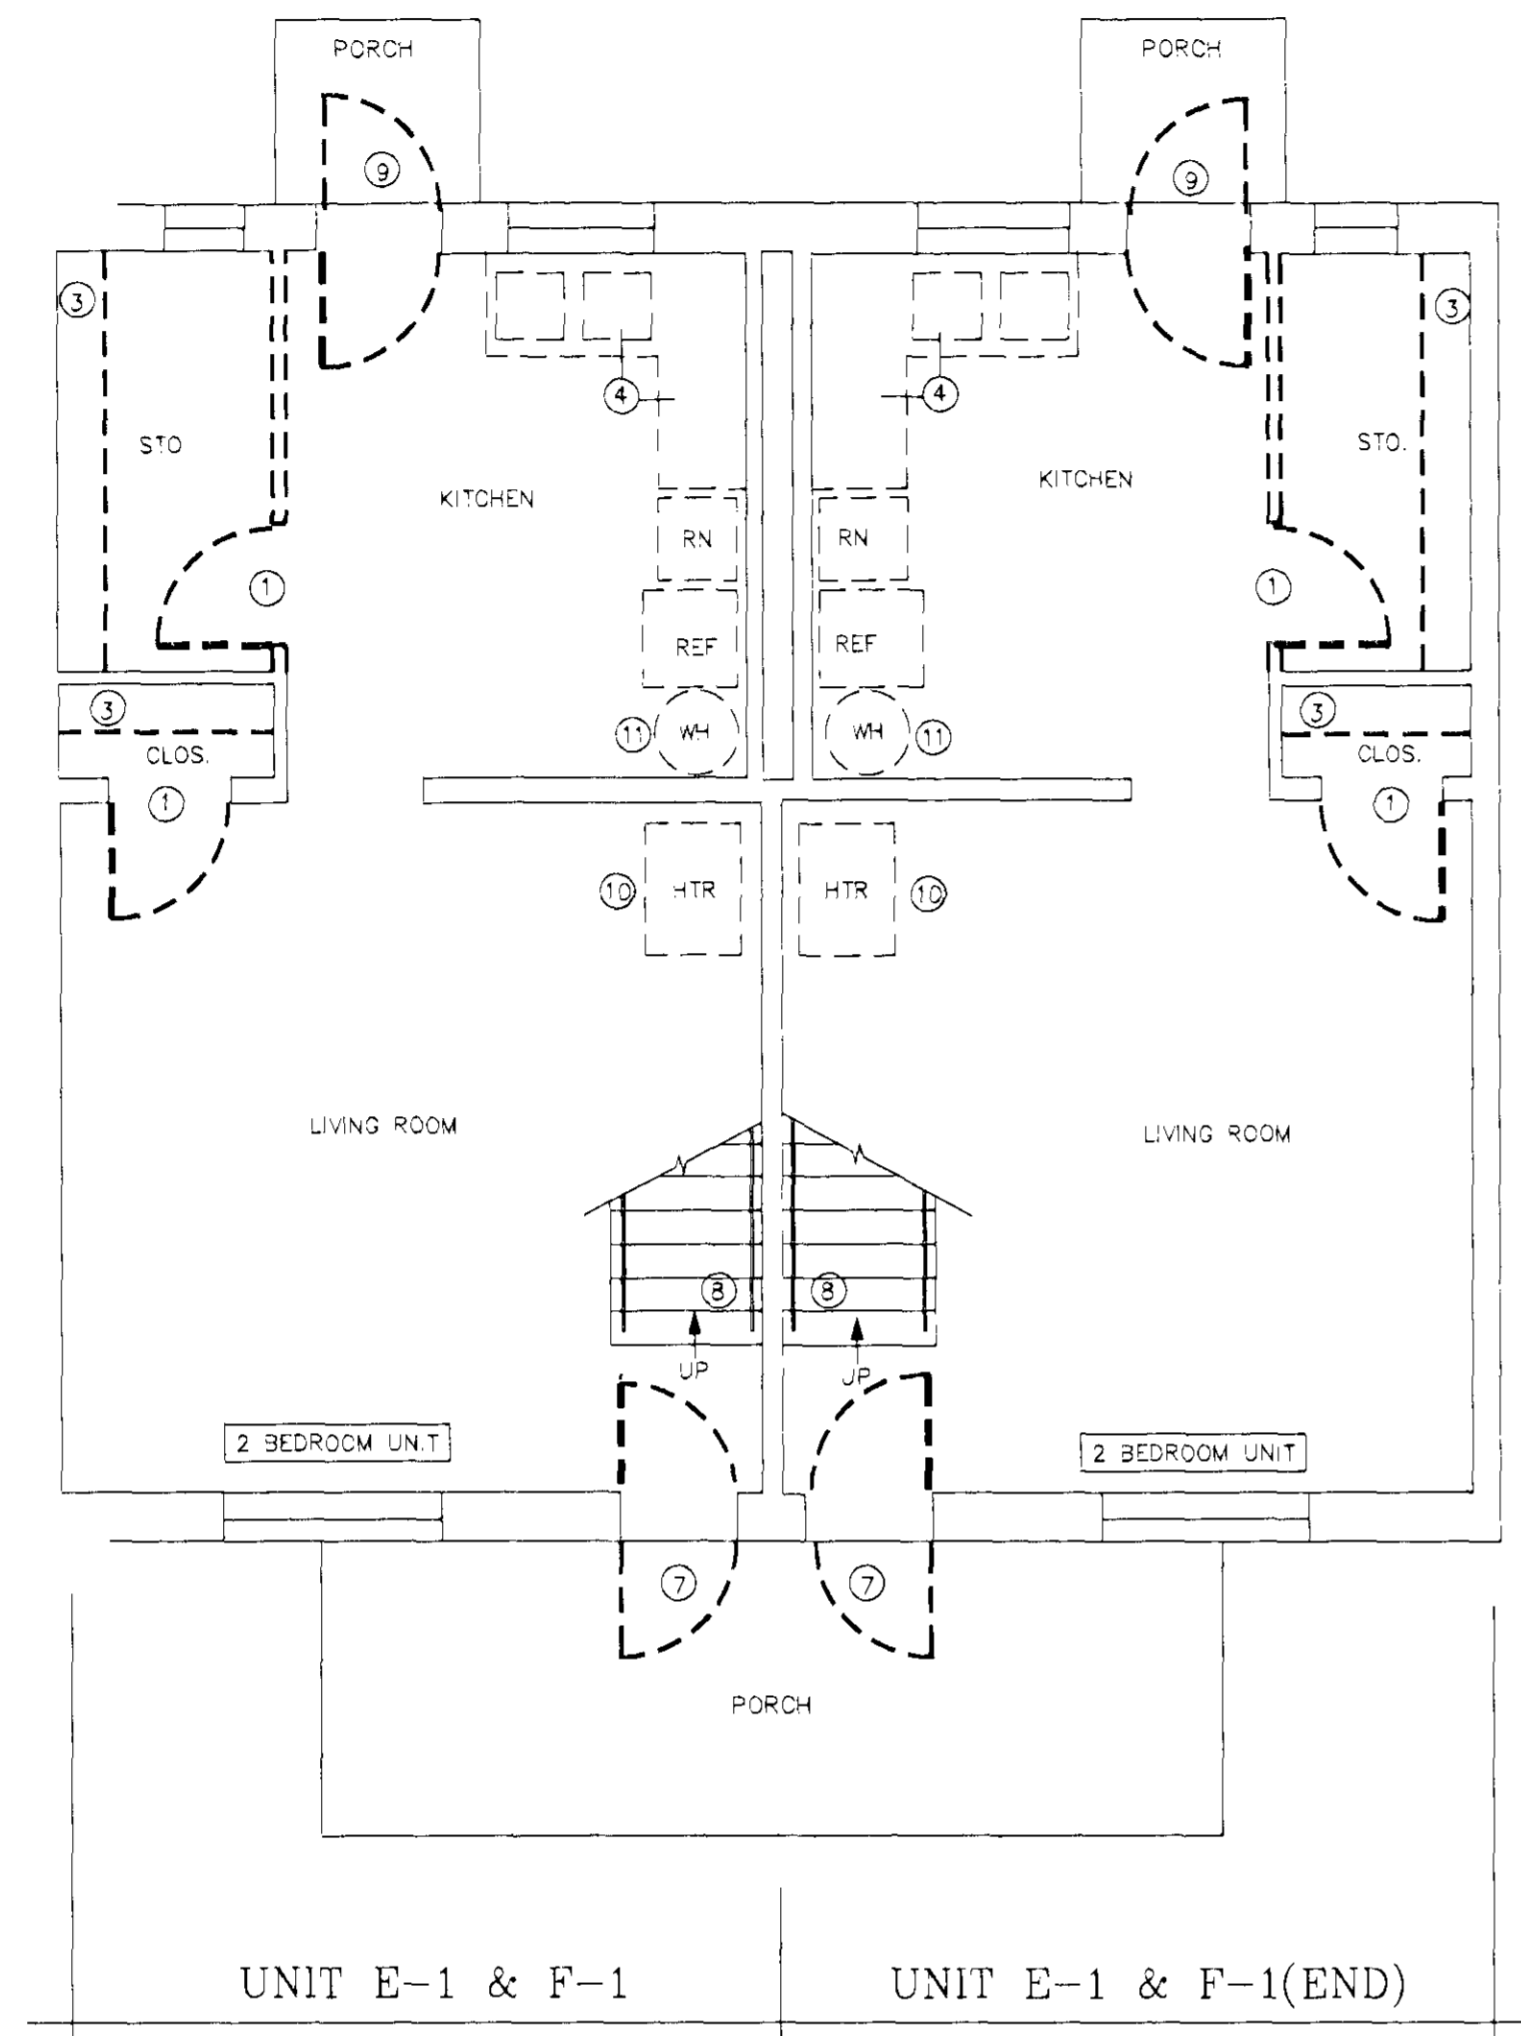 PORCH
PORCH
9
9
3
3
4
4
STO
STO.
KITCHEN
KITCHEN
RN
RN
1
1
REF
REF
3
3
11
WH
WH
11
CLOS.
CLOS.
1
1
10
HTR
HTR
10
LIVING ROOM
LIVING ROOM
8
8
UP
UP
2 BEDROOM UNIT
2 BEDROOM UNIT
7
7
PORCH
UNIT E-1 & F-1
UNIT E-1 & F-1(END)